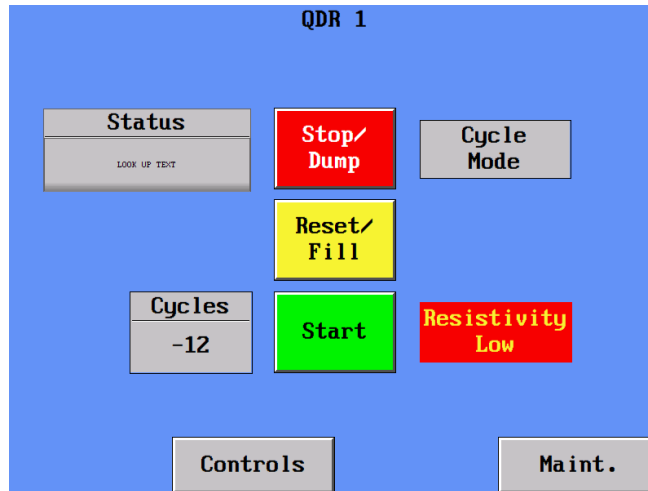 QDR 1
Status
LOOK UP TEXT
Stop/
Dump
Cycle
Mode
Reset/
Fill
Cycles
-12
Start
Resistivity
Low
Controls
Maint.